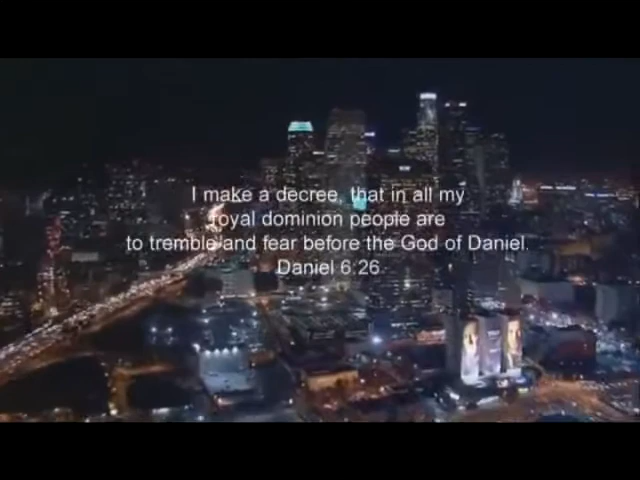 I make a decree, that in all my
royal dominion people are
to tremble and fear before the God of Daniel.
Daniel 6:26